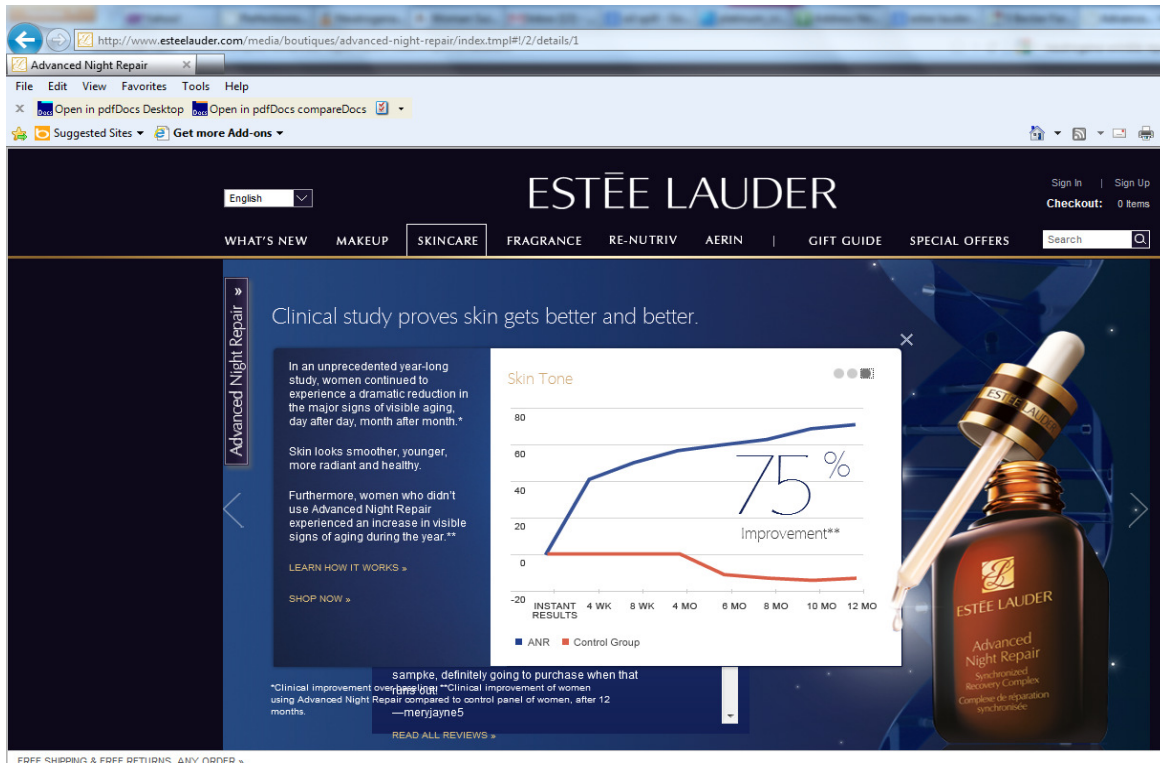 http://www.esteelauder.com/media/boutiques/advanced-night-repair/index.tmpl#!/2/details/1
Advanced Night Repair
File Edit View Favorites Tools Help
Open in pdfDocs Desktop Open in pdfDocs compareDocs
Suggested Sites Get more Add-ons
English
ESTĒE LAUDER
Sign In | Sign Up
Checkout: 0 Items
WHAT'S NEW MAKEUP SKINCARE FRAGRANCE RE-NUTRIV AERIN | GIFT GUIDE SPECIAL OFFERS
Search
Advanced Night Repair »
Clinical study proves skin gets better and better.
In an unprecedented year-long
study, women continued to
experience a dramatic reduction in
the major signs of visible aging,
day after day, month after month.*
Skin looks smoother, younger,
more radiant and healthy.
Furthermore, women who didn't
use Advanced Night Repair
experienced an increase in visible
signs of aging during the year.**
LEARN HOW IT WORKS »
SHOP NOW »
Skin Tone
80
60
40
20
0
-20
75%
Improvement**
INSTANT RESULTS 4 WK 8 WK 4 MO 6 MO 8 MO 10 MO 12 MO
ANR Control Group
sampke, definitely going to purchase when that
runs out!
—meryjayne5
READ ALL REVIEWS »
*Clinical improvement over baseline. **Clinical improvement of women
using Advanced Night Repair compared to control panel of women, after 12
months.
ESTĒE LAUDER
ESTĒE LAUDER
Advanced
Night Repair
Synchronized
Recovery Complex
Complexe de réparation
synchronisée
FREE SHIPPING & FREE RETURNS, ANY ORDER »